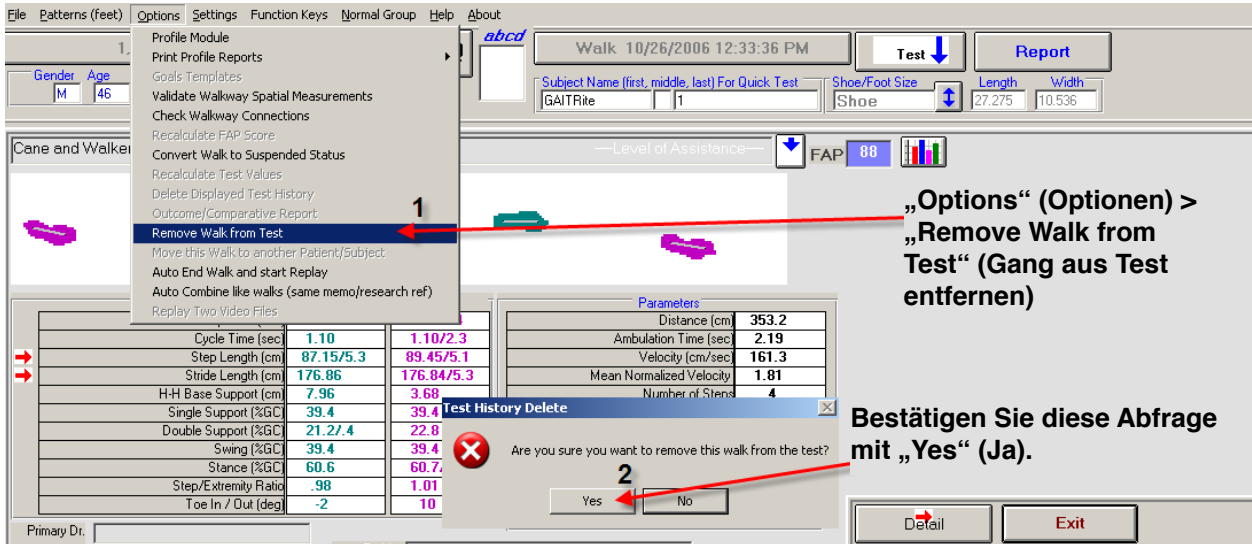 File Patterns (feet) Options Settings Function Keys Normal Group Help About
Profile Module
Print Profile Reports
Goals Templates
Validate Walkway Spatial Measurements
Check Walkway Connections
Recalculate FAP Score
Convert Walk to Suspended Status
Recalculate Test Values
Delete Displayed Test History
Outcome/Comparative Report
Remove Walk from Test
Move this Walk to another Patient/Subject
Auto End Walk and start Replay
Auto Combine like walks (same memo/research ref)
Replay Two Video Files
1
1,
abcd
Walk 10/26/2006 12:33:36 PM
Test
Report
Gender Age
M 46
Subject Name (first, middle, last) For Quick Test
GAITRite 1
Shoe/Foot Size
Shoe
Length Width
27.275 10.536
Cane and Walker
Level of Assistance
FAP 88
„Options“ (Optionen) >
„Remove Walk from
Test“ (Gang aus Test
entfernen)
Cycle Time (sec) 1.10 1.10/2.3
Step Length (cm) 87.15/5.3 89.45/5.1
Stride Length (cm) 176.86 176.84/5.3
H-H Base Support (cm) 7.96 3.68
Single Support (%GC) 39.4 39.4
Double Support (%GC) 21.2/.4 22.8
Swing (%GC) 39.4 39.4
Stance (%GC) 60.6 60.7
Step/Extremity Ratio .98 1.01
Toe In / Out (deg) -2 10
Parameters
Distance (cm) 353.2
Ambulation Time (sec) 2.19
Velocity (cm/sec) 161.3
Mean Normalized Velocity 1.81
Number of Steps 4
Test History Delete
Are you sure you want to remove this walk from the test?
2
Yes No
Bestätigen Sie diese Abfrage
mit „Yes“ (Ja).
Primary Dr.
Detail Exit